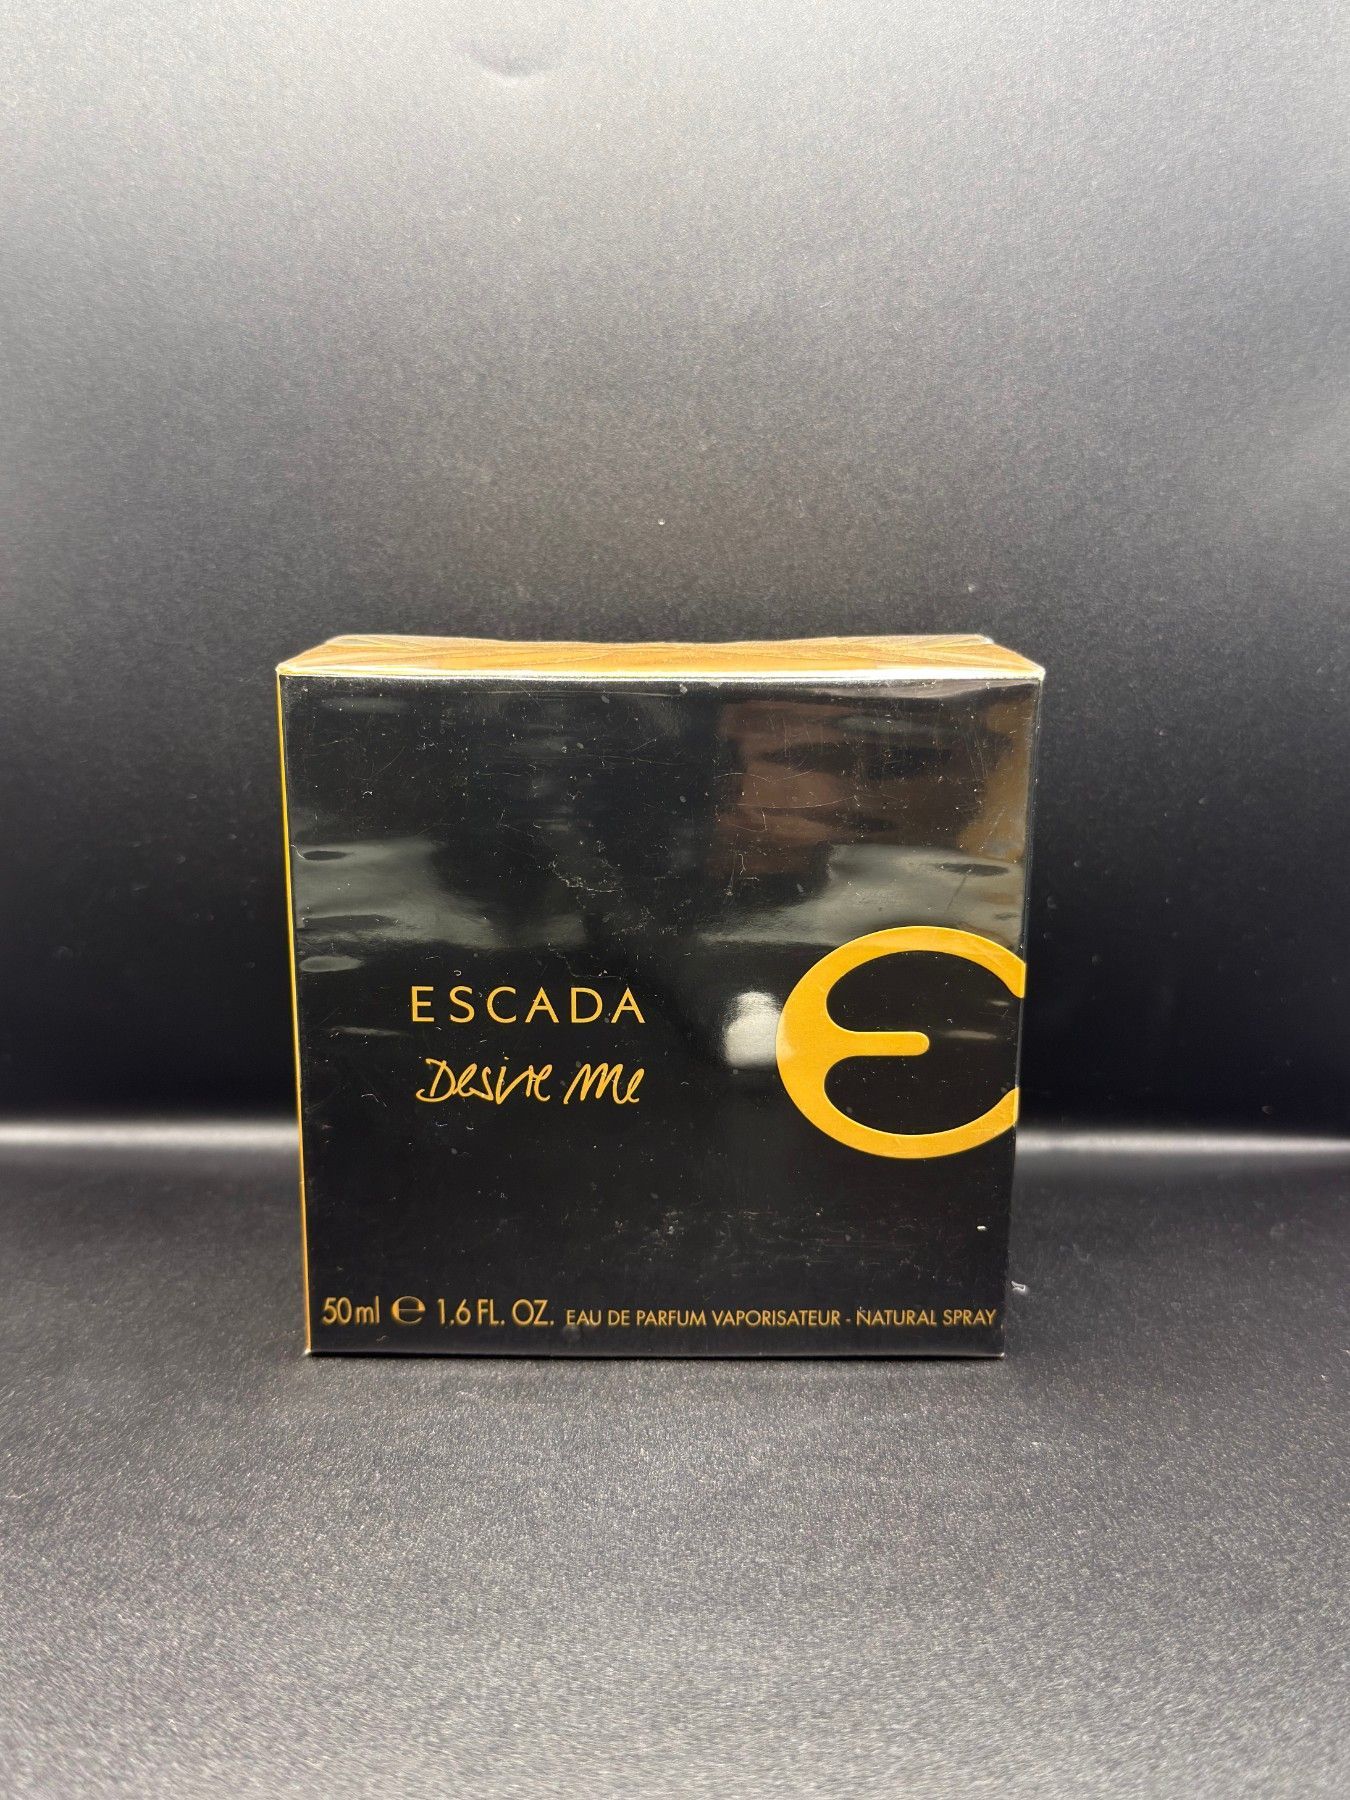 ESCADA
Desire Me
50ml e 1.6 FL. OZ. EAU DE PARFUM VAPORISATEUR - NATURAL SPRAY